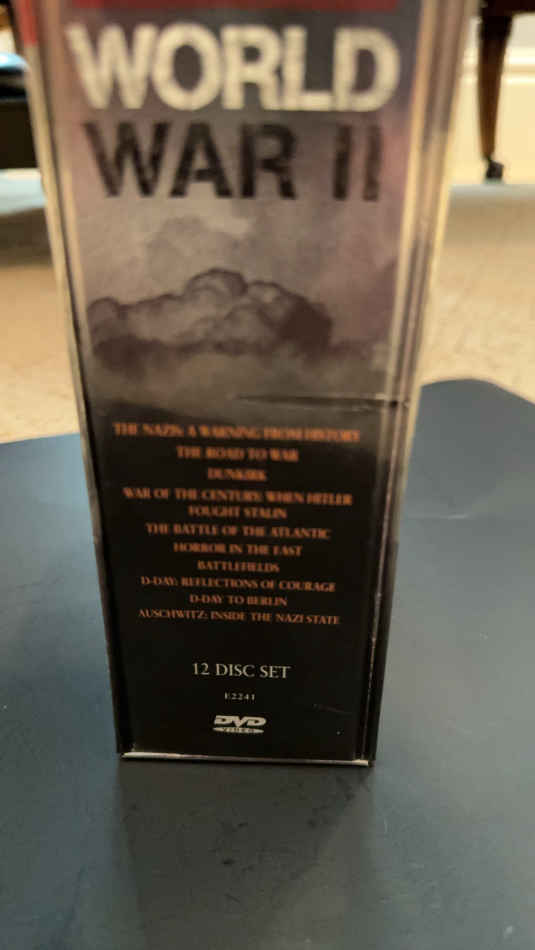 WORLD
WAR II
THE NAZIS: A WARNING FROM HISTORY
THE ROAD TO WAR
DUNKIRK
WAR OF THE CENTURY: WHEN HITLER
FOUGHT STALIN
THE BATTLE OF THE ATLANTIC
HORROR IN THE EAST
BATTLEFIELDS
D-DAY: REFLECTIONS OF COURAGE
D-DAY TO BERLIN
AUSCHWITZ: INSIDE THE NAZI STATE
12 DISC SET
E2241
DVD
VIDEO